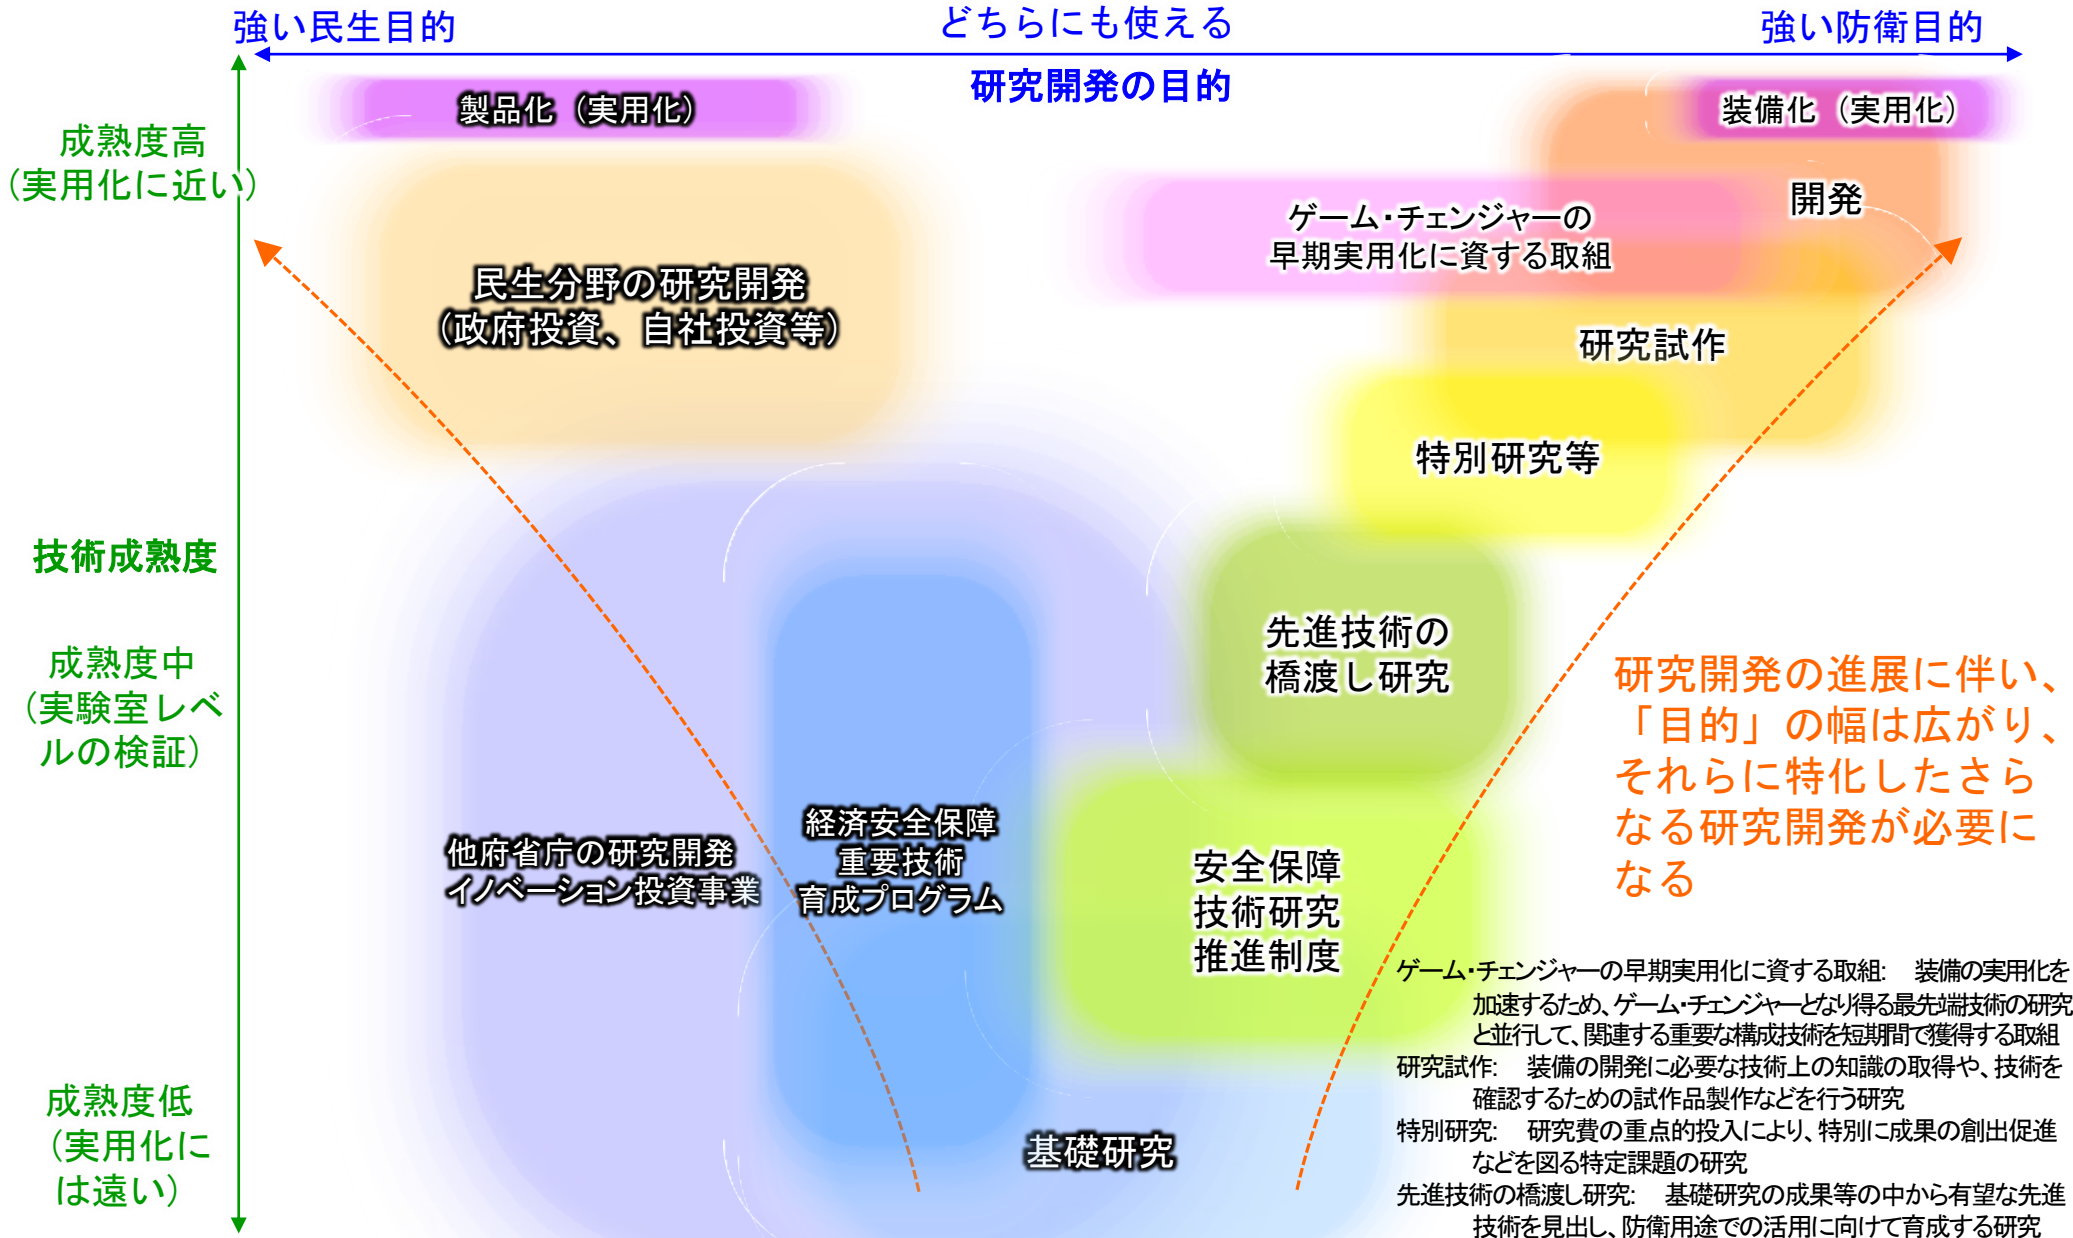 強い民生目的
どちらにも使える
強い防衛目的
研究開発の目的
製品化（実用化）
装備化（実用化）
成熟度高
（実用化に近い）
開発
ゲーム・チェンジャーの
早期実用化に資する取組
民生分野の研究開発
（政府投資、自社投資等）
研究試作
特別研究等
技術成熟度
先進技術の
橋渡し研究
成熟度中
（実験室レベ
ルの検証）
研究開発の進展に伴い、
「目的」の幅は広がり、
それらに特化したさら
なる研究開発が必要に
なる
他府省庁の研究開発
イノベーション投資事業
経済安全保障
重要技術
育成プログラム
安全保障
技術研究
推進制度
基礎研究
成熟度低
（実用化に
は遠い）
ゲーム・チェンジャーの早期実用化に資する取組:　装備の実用化を
加速するため、ゲーム・チェンジャーとなり得る最先端技術の研究
と並行して、関連する重要な構成技術を短期間で獲得する取組
研究試作:　装備の開発に必要な技術上の知識の取得や、技術を
確認するための試作品製作などを行う研究
特別研究:　研究費の重点的投入により、特別に成果の創出促進
などを図る特定課題の研究
先進技術の橋渡し研究:　基礎研究の成果等の中から有望な先進
技術を見出し、防衛用途での活用に向けて育成する研究